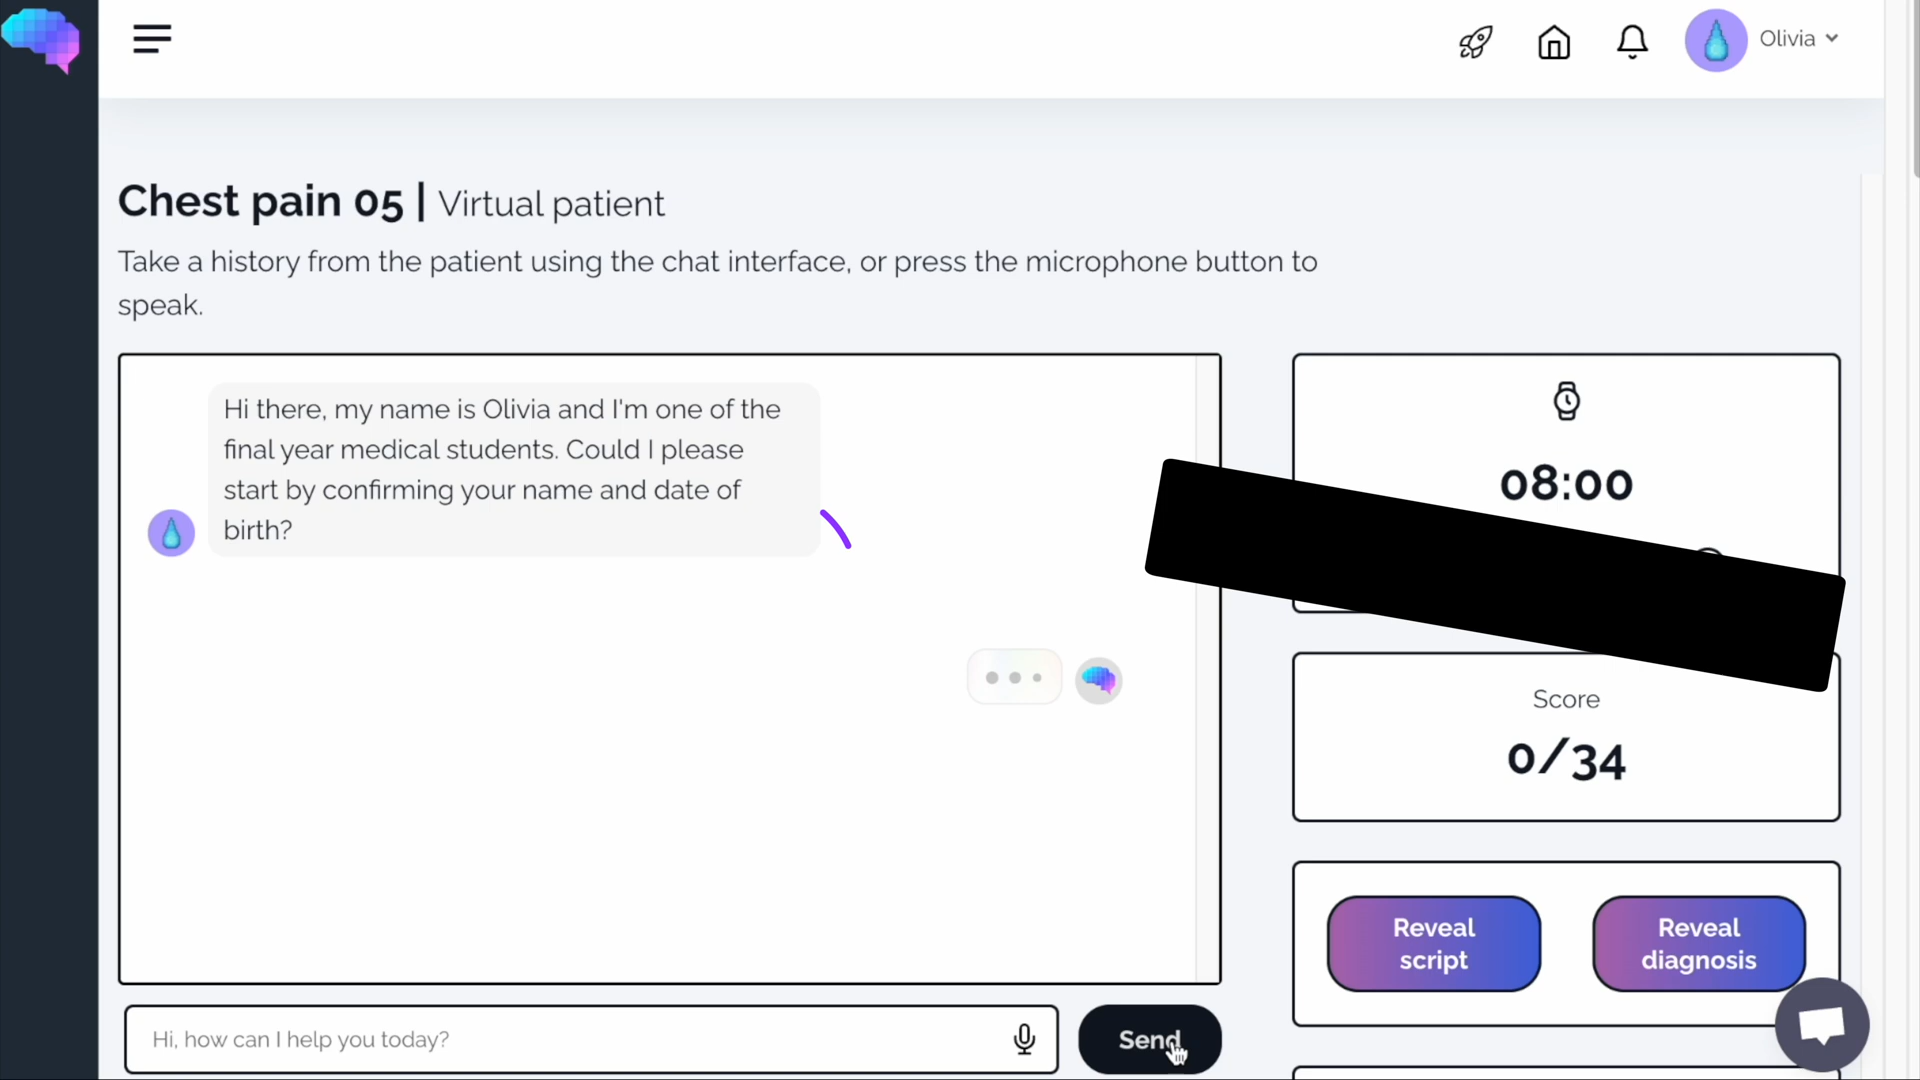 Olivia
Chest pain 05 | Virtual patient
Take a history from the patient using the chat interface, or press the microphone button to
speak.
Hi there, my name is Olivia and I'm one of the
final year medical students. Could I please
start by confirming your name and date of
birth?
08:00
Score
0/34
Reveal
script
Reveal
diagnosis
Hi, how can I help you today?
Send